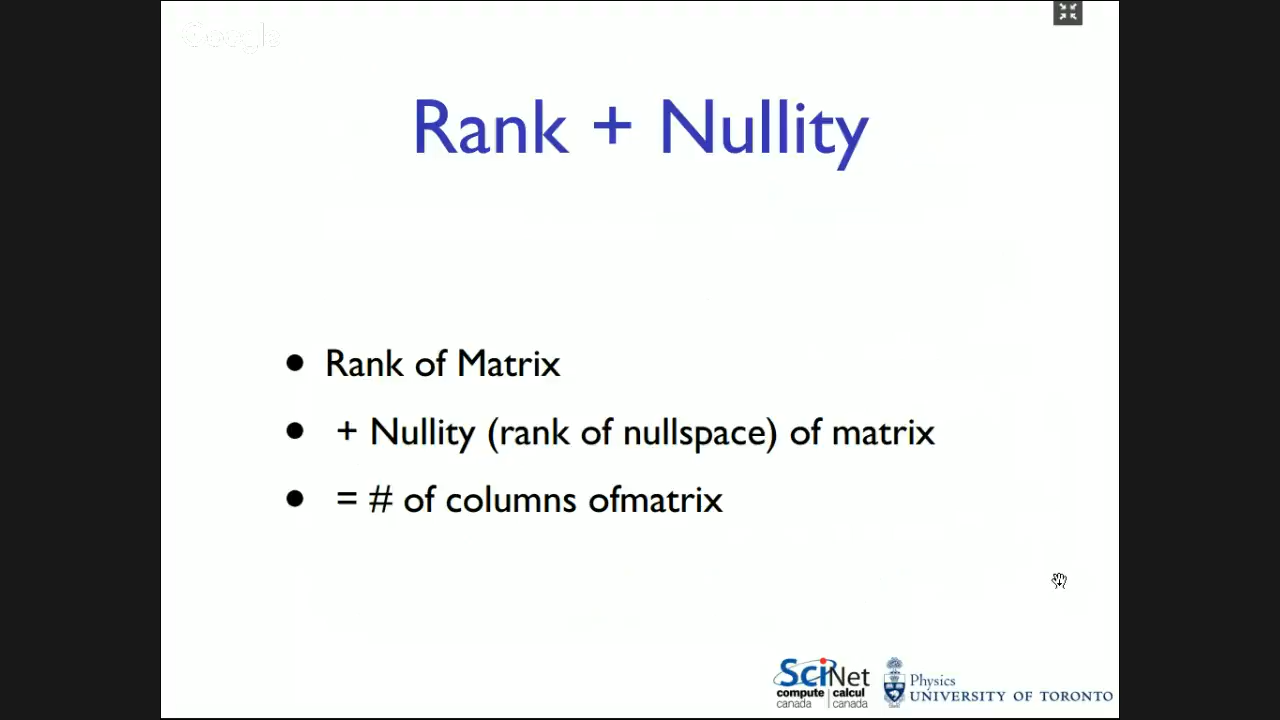 Google
Rank + Nullity
● Rank of Matrix
● + Nullity (rank of nullspace) of matrix
● = # of columns ofmatrix
SciNet
compute | calcul
canada | canada
Physics
UNIVERSITY OF TORONTO